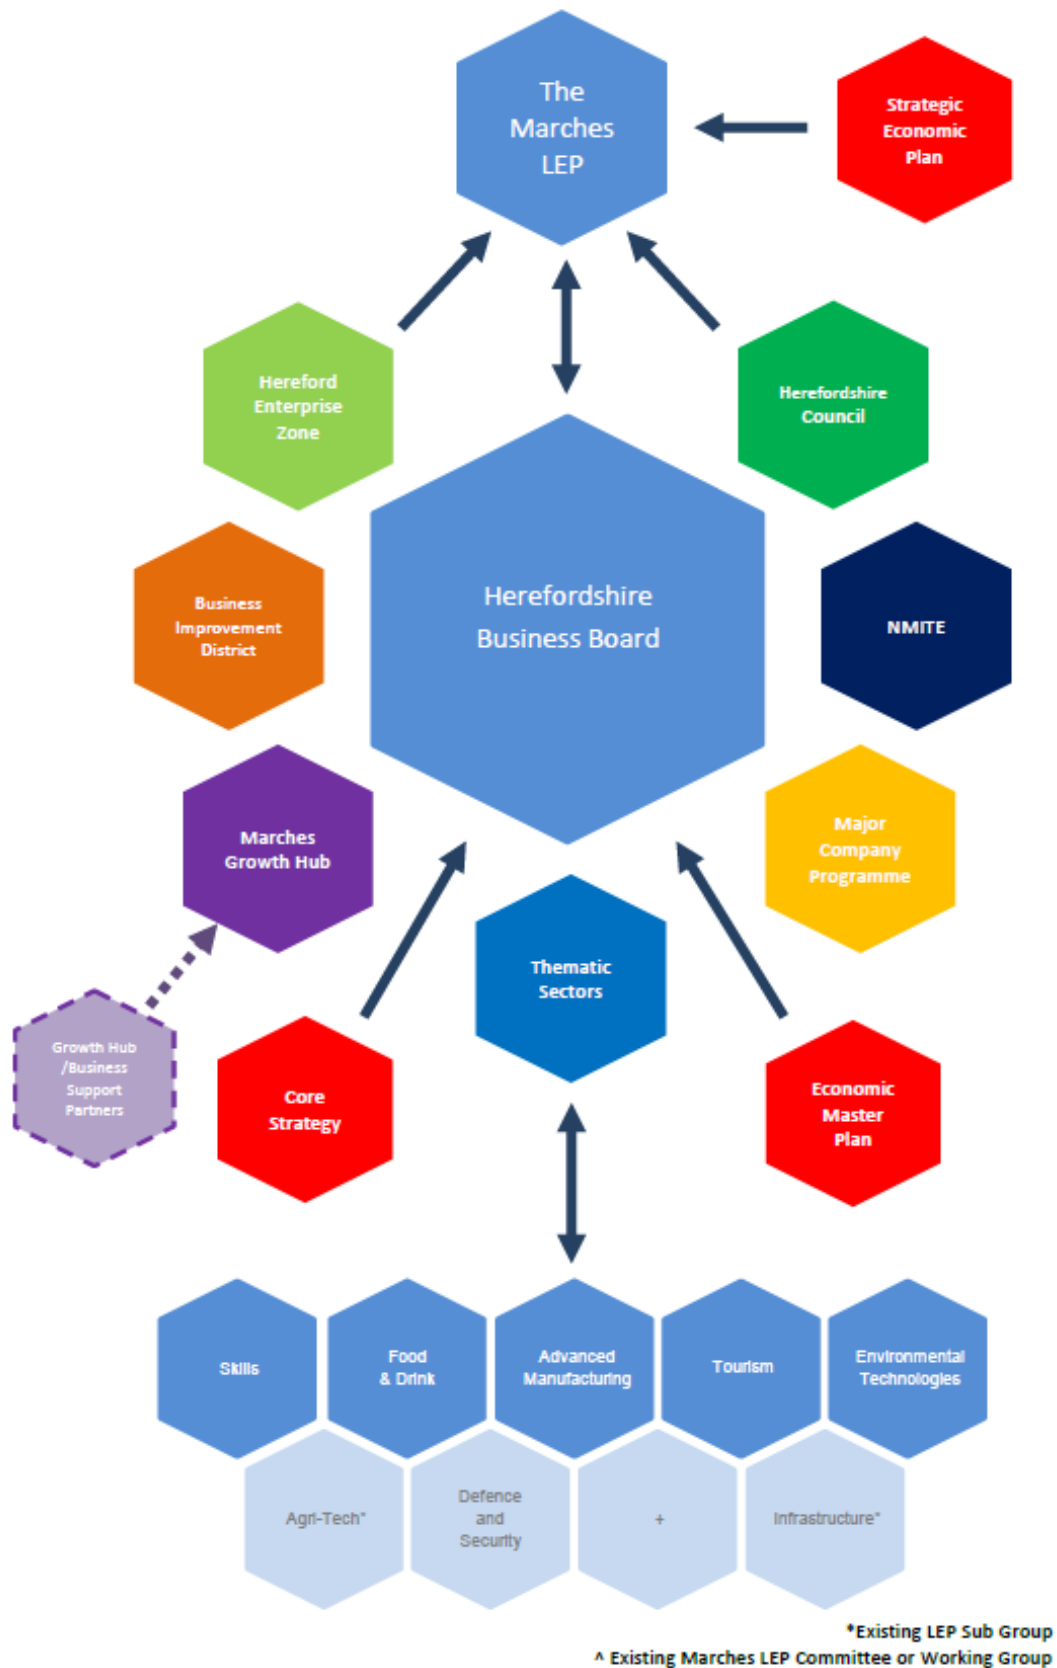 The
Marches
LEP
Strategic
Economic
Plan
Hereford
Enterprise
Zone
Herefordshire
Council
Business
Improvement
District
Herefordshire
Business Board
NMITE
Marches
Growth Hub
Major
Company
Programme
Thematic
Sectors
Growth Hub
/Business
Support
Partners
Core
Strategy
Economic
Master
Plan
Skills
Food
& Drink
Advanced
Manufacturing
Tourism
Environmental
Technologies
Agri-Tech*
Defence
and
Security
+
Infrastructure*
*Existing LEP Sub Group
^ Existing Marches LEP Committee or Working Group